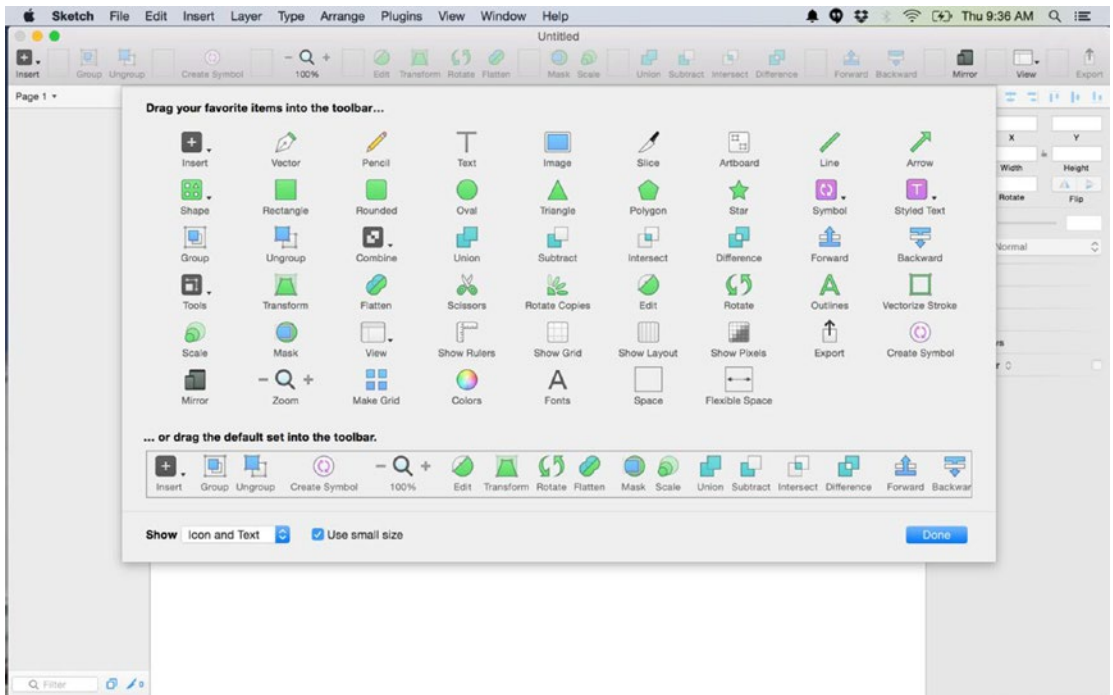 Sketch File Edit Insert Layer Type Arrange Plugins View Window Help Thu 9:36 AM
Untitled
100%
Insert Group Ungroup Create Symbol Edit Transform Rotate Flatten Mask Scale Union Subtract Intersect Difference Forward Backward Mirror View Export
Page 1
Drag your favorite items into the toolbar...
X Y
Insert Vector Pencil Text Image Slice Artboard Line Arrow
Width Height
Rotate Flip
Shape Rectangle Rounded Oval Triangle Polygon Star Symbol Styled Text
Normal
Group Ungroup Combine Union Subtract Intersect Difference Forward Backward
Tools Transform Flatten Scissors Rotate Copies Edit Rotate Outlines Vectorize Stroke
Scale Mask View Show Rulers Show Grid Show Layout Show Pixels Export Create Symbol
Mirror Zoom Make Grid Colors Fonts Space Flexible Space
... or drag the default set into the toolbar.
Insert Group Ungroup Create Symbol 100% Edit Transform Rotate Flatten Mask Scale Union Subtract Intersect Difference Forward Backwar
Show Icon and Text Use small size Done
Filter 0